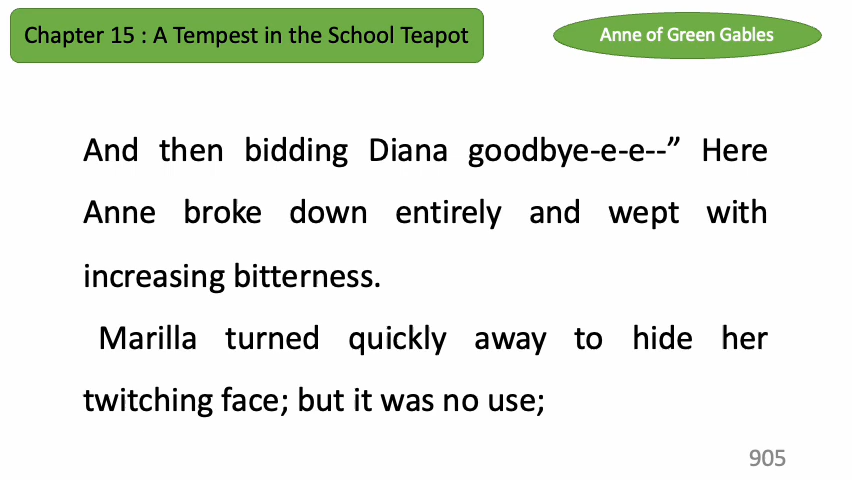 Chapter 15 : A Tempest in the School Teapot
Anne of Green Gables
And then bidding Diana goodbye-e-e--” Here
Anne broke down entirely and wept with
increasing bitterness.
Marilla turned quickly away to hide her
twitching face; but it was no use;
905